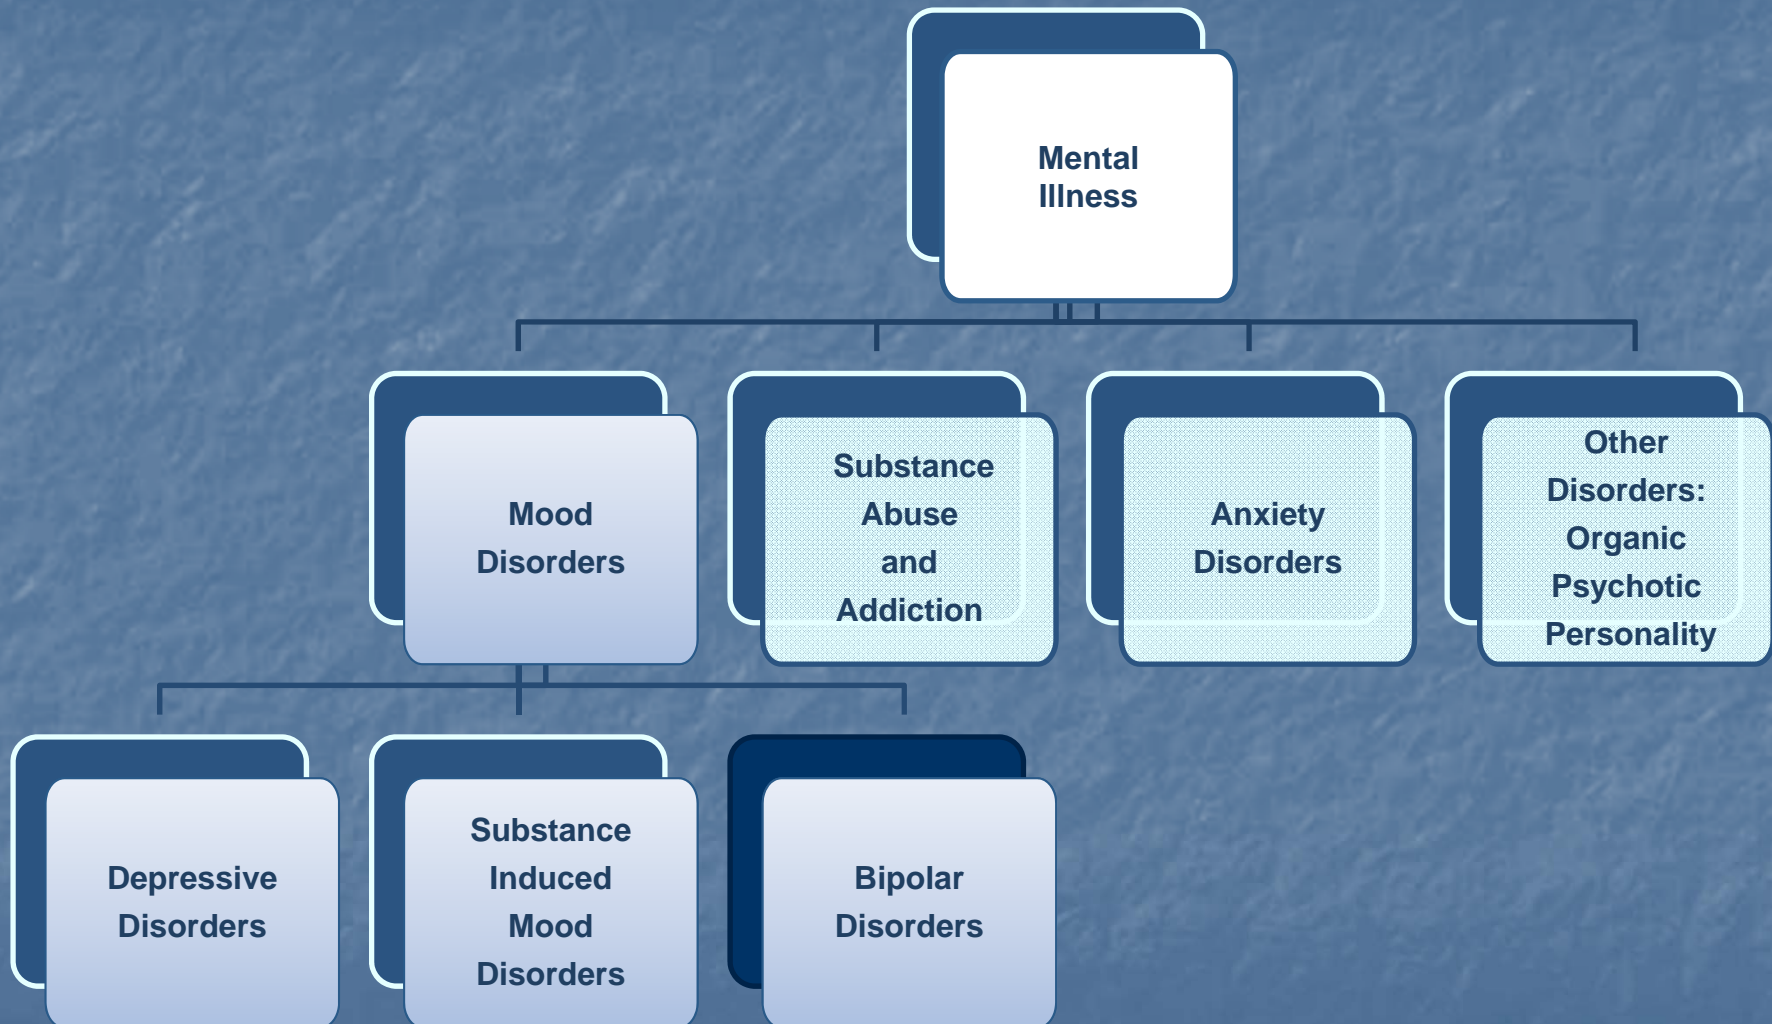 Mental
Illness
Mood
Disorders
Substance
Abuse
and
Addiction
Anxiety
Disorders
Other
Disorders:
Organic
Psychotic
Personality
Depressive
Disorders
Substance
Induced
Mood
Disorders
Bipolar
Disorders